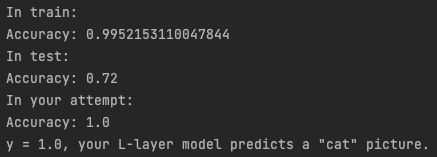 In train:
Accuracy: 0.9952153110047844
In test:
Accuracy: 0.72
In your attempt:
Accuracy: 1.0
y = 1.0, your L-layer model predicts a "cat" picture.